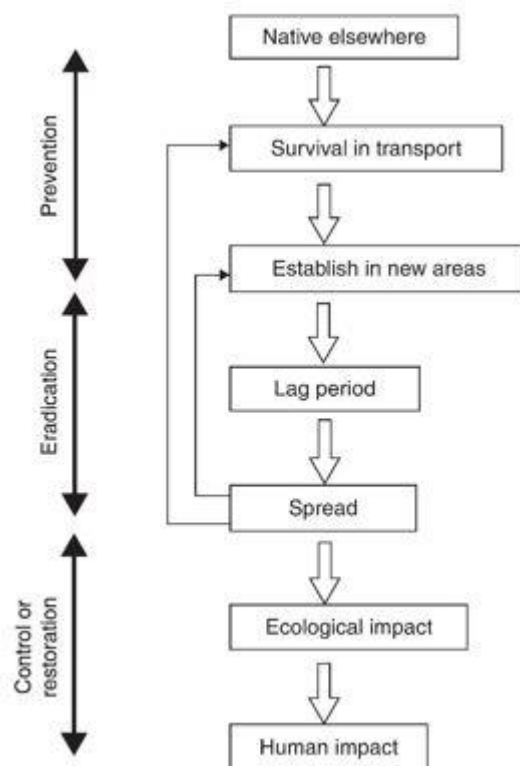 Native elsewhere
Survival in transport
Prevention
Establish in new areas
Eradication
Lag period
Spread
Ecological impact
Control or
restoration
Human impact